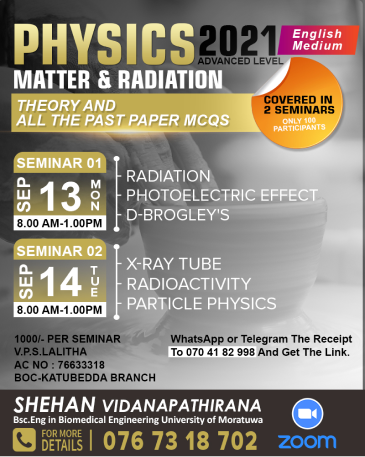 PHYSICS 2021
ADVANCED LEVEL
English
Medium
MATTER & RADIATION
THEORY AND
ALL THE PAST PAPER MCQS
COVERED IN
2 SEMINARS
ONLY 100
PARTICIPANTS
SEMINAR 01
SEP 13 MON
8.00 AM-1.00PM
RADIATION
PHOTOELECTRIC EFFECT
D-BROGLEY'S
SEMINAR 02
SEP 14 TUE
8.00 AM-1.00PM
X-RAY TUBE
RADIOACTIVITY
PARTICLE PHYSICS
1000/- PER SEMINAR
V.P.S.LALITHA
AC NO : 76633318
BOC-KATUBEDDA BRANCH
WhatsApp or Telegram The Receipt
To 070 41 82 998 And Get The Link.
SHEHAN VIDANAPATHIRANA
Bsc.Eng in Biomedical Engineering University of Moratuwa
FOR MORE
DETAILS
076 73 18 702
zoom